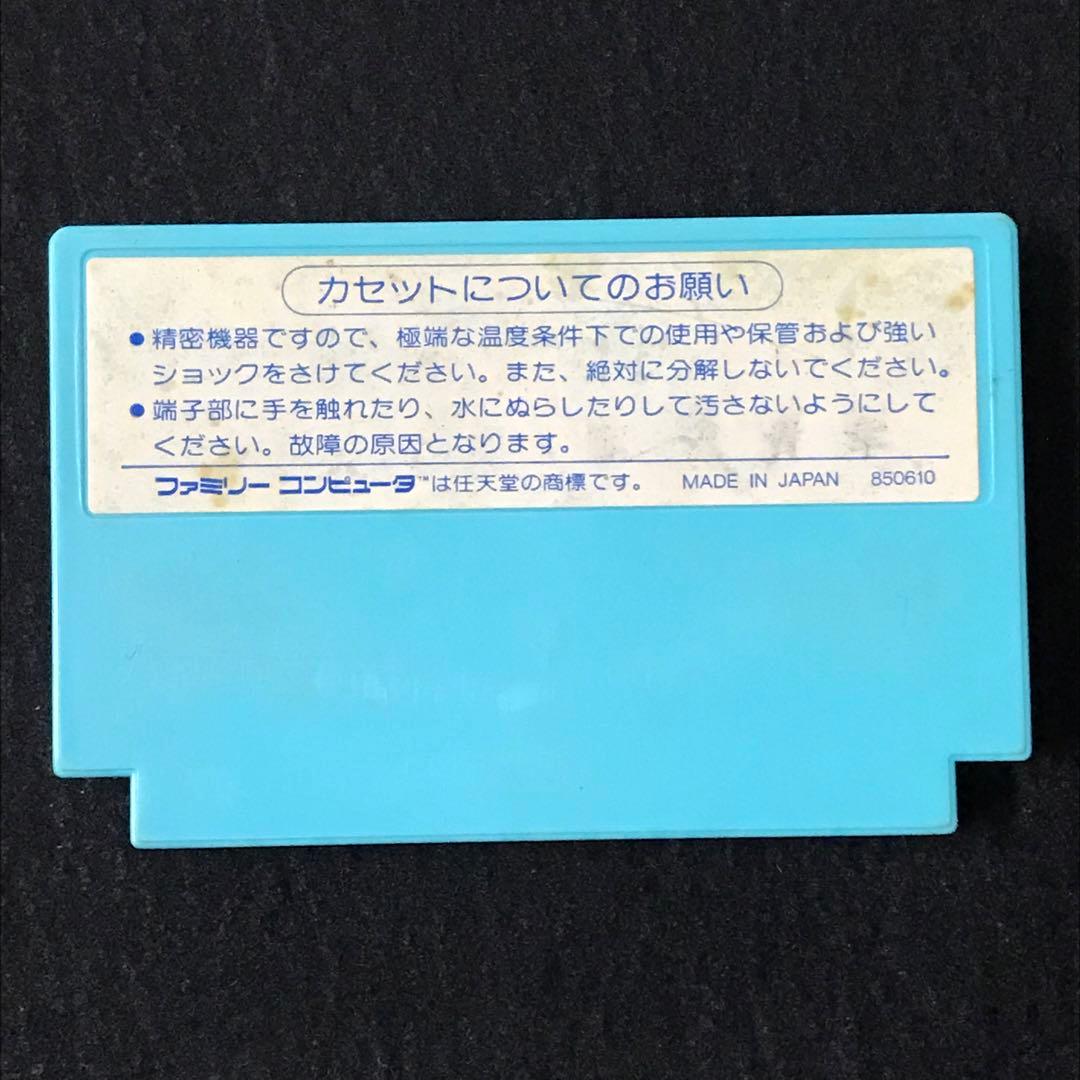 カセットについてのお願い
●精密機器ですので、極端な温度条件下での使用や保管および強い
ショックをさけてください。また、絶対に分解しないでください。
●端子部に手を触れたり、水にぬらしたりして汚さないようにして
ください。故障の原因となります。
ファミリー コンピュータ™は任天堂の商標です。 MADE IN JAPAN 850610